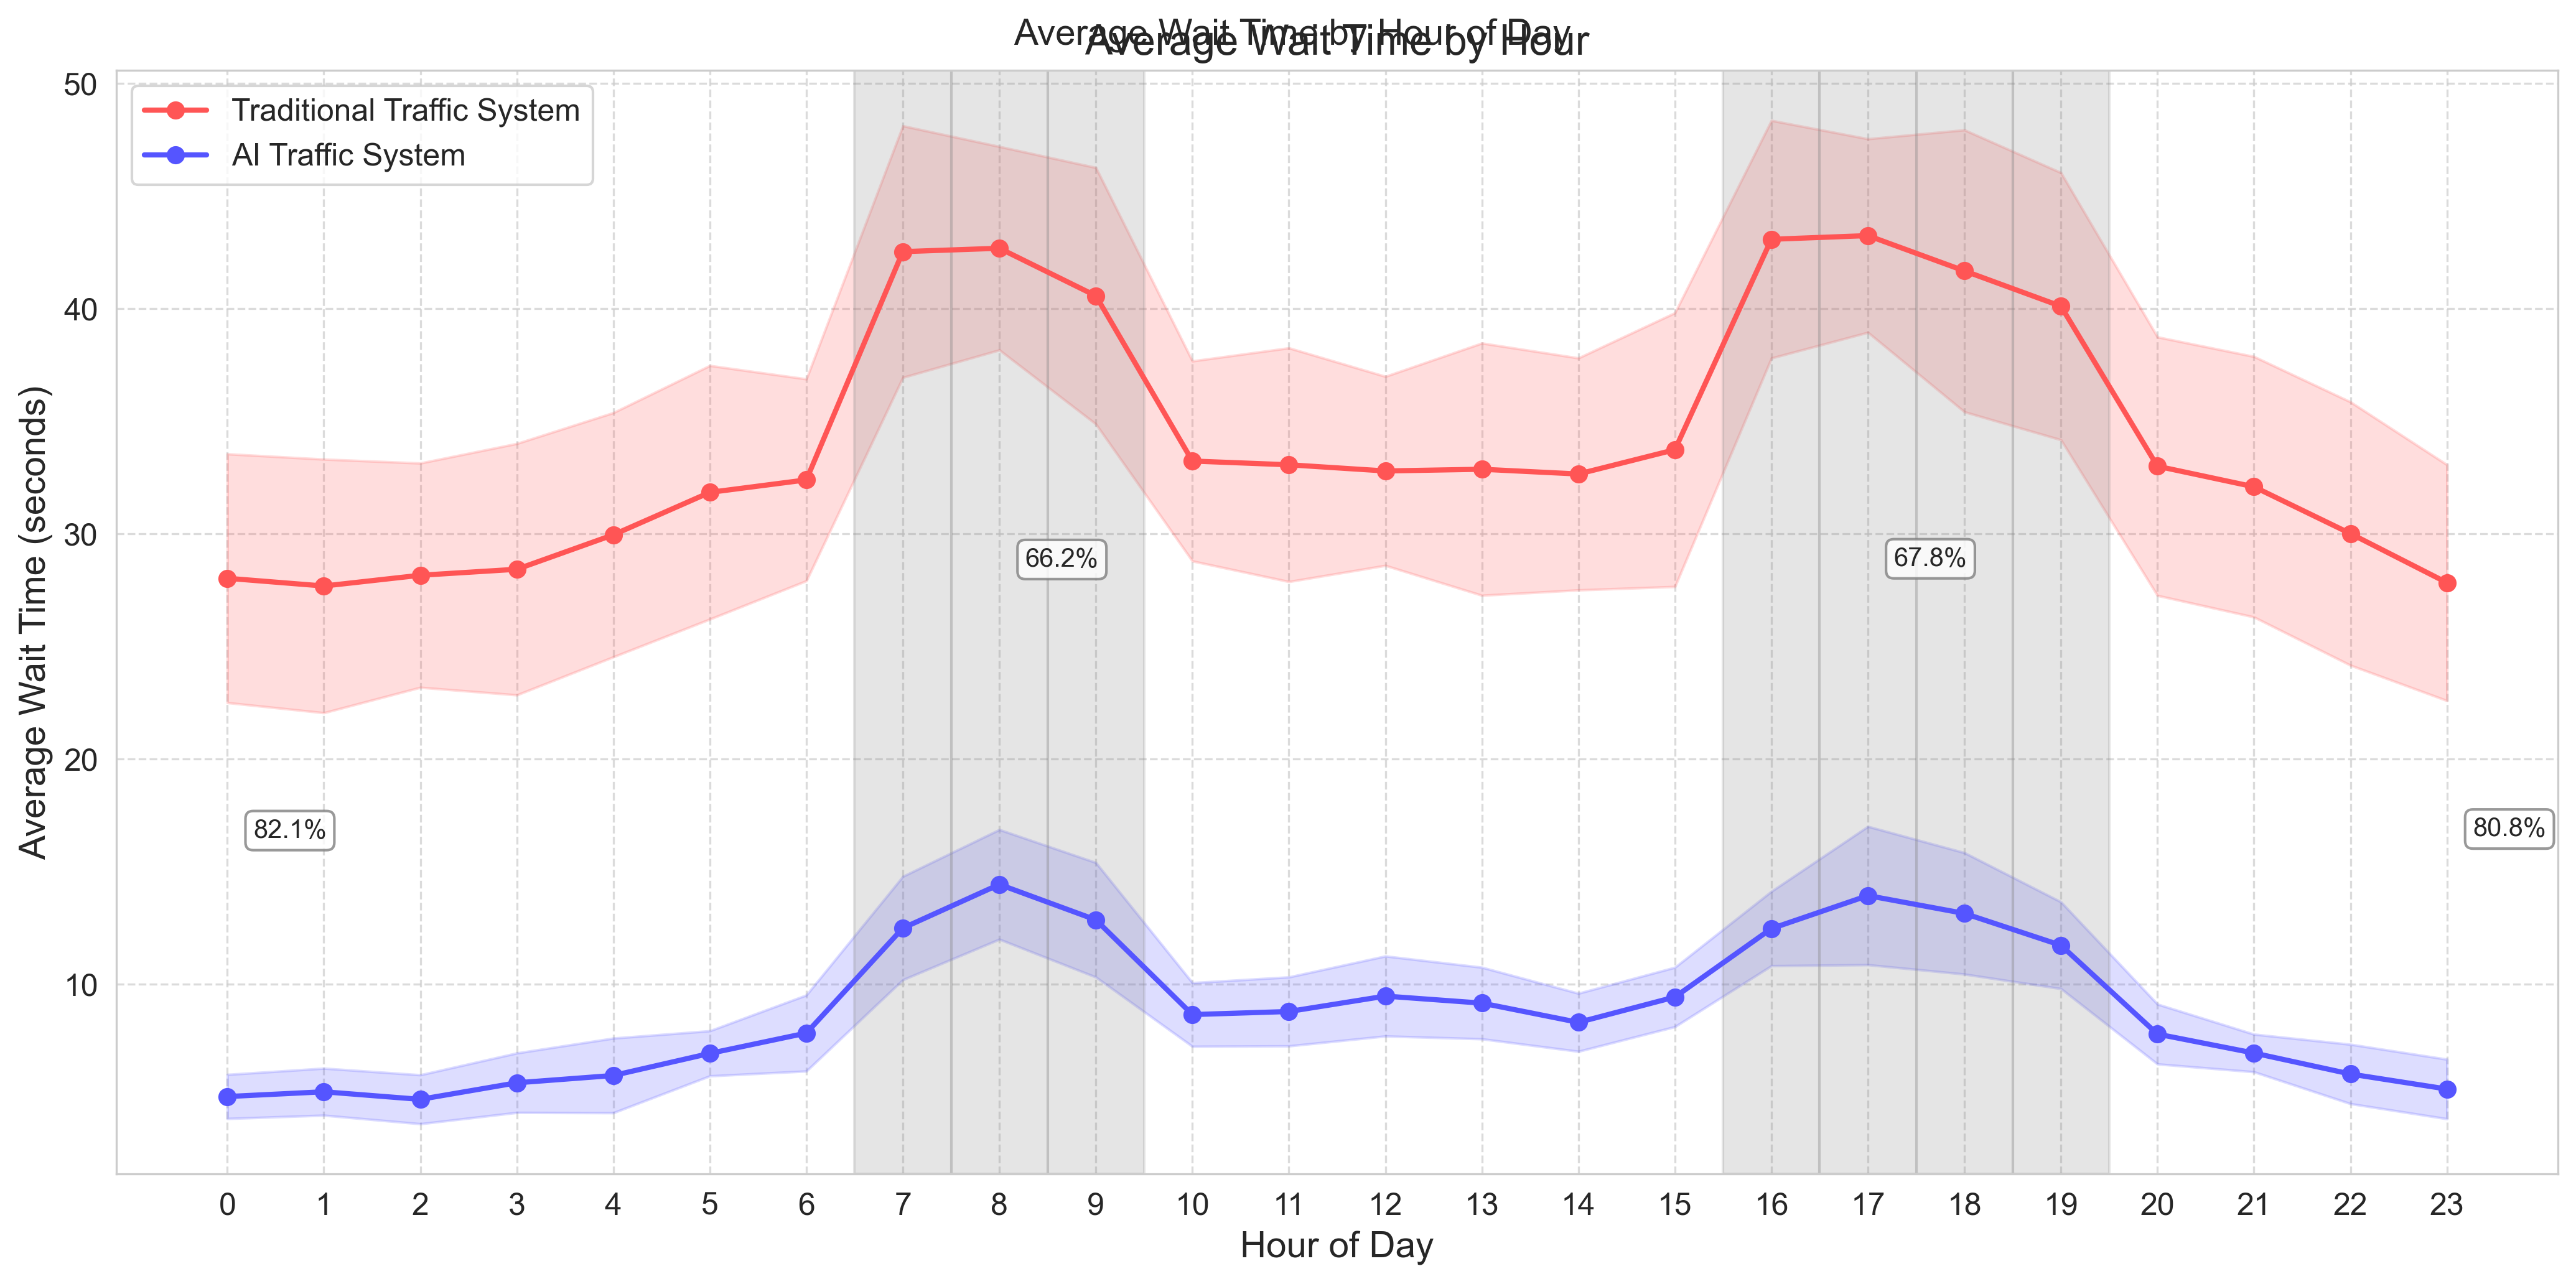 Average Wait Time by Hour of Day
Average Wait Time by Hour
Traditional Traffic System
AI Traffic System
Average Wait Time (seconds)
50
40
30
20
10
82.1%
66.2%
67.8%
80.8%
0 1 2 3 4 5 6 7 8 9 10 11 12 13 14 15 16 17 18 19 20 21 22 23
Hour of Day